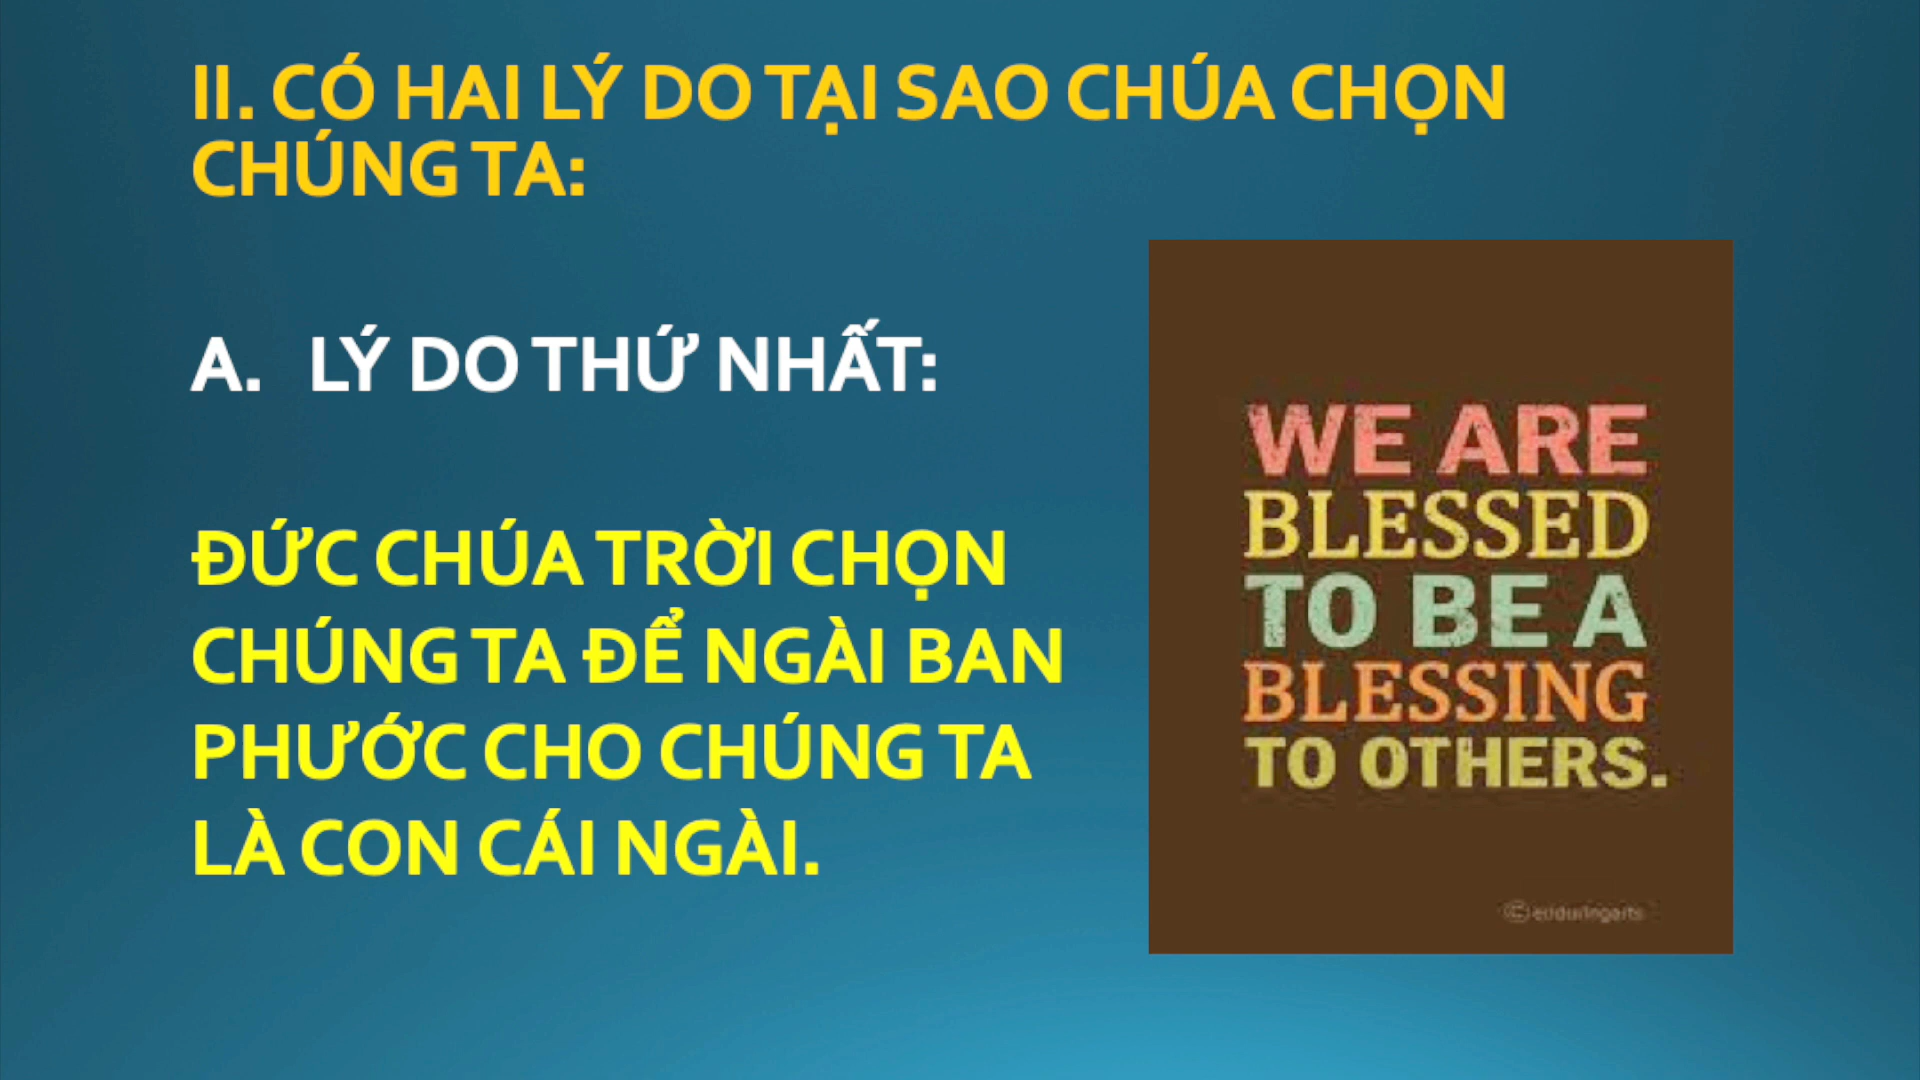 II. CÓ HAI LÝ DO TẠI SAO CHÚA CHỌN
CHÚNG TA:
A. LÝ DO THỨ NHẤT:
ĐỨC CHÚA TRỜI CHỌN
CHÚNG TA ĐỂ NGÀI BAN
PHƯỚC CHO CHÚNG TA
LÀ CON CÁI NGÀI.
WE ARE
BLESSED
TO BE A
BLESSING
TO OTHERS.